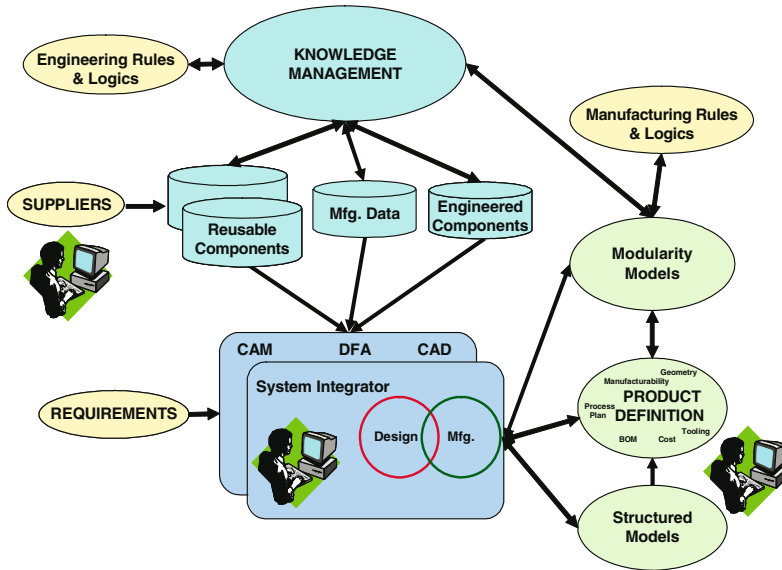 KNOWLEDGE
MANAGEMENT
Engineering Rules
& Logics
Manufacturing Rules
& Logics
SUPPLIERS
Reusable
Components
Mfg. Data
Engineered
Components
Modularity
Models
CAM DFA CAD
System Integrator
Design
Mfg.
REQUIREMENTS
Geometry
Manufacturability
PRODUCT
DEFINITION
Process
Plan
Tooling
BOM
Cost
Structured
Models